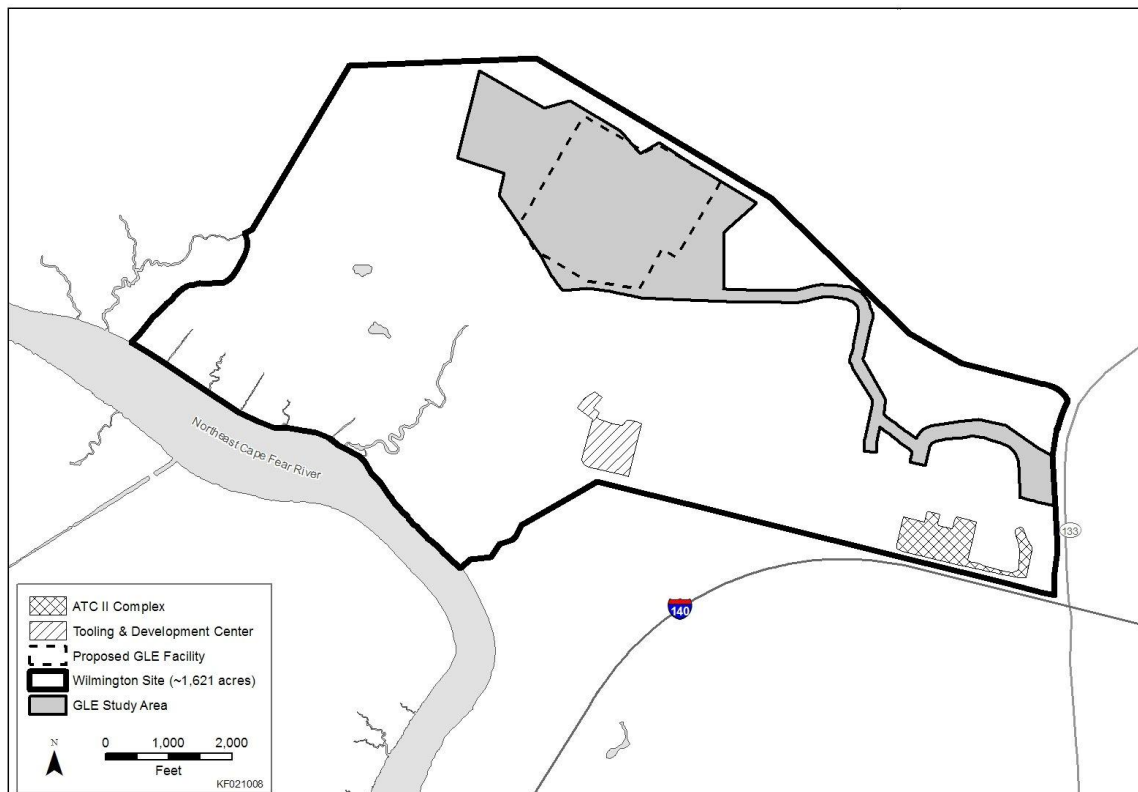 Northeast Cape Fear River
133
140
ATC II Complex
Tooling & Development Center
Proposed GLE Facility
Wilmington Site (~1,621 acres)
GLE Study Area
N
0 1,000 2,000
Feet
KF021008